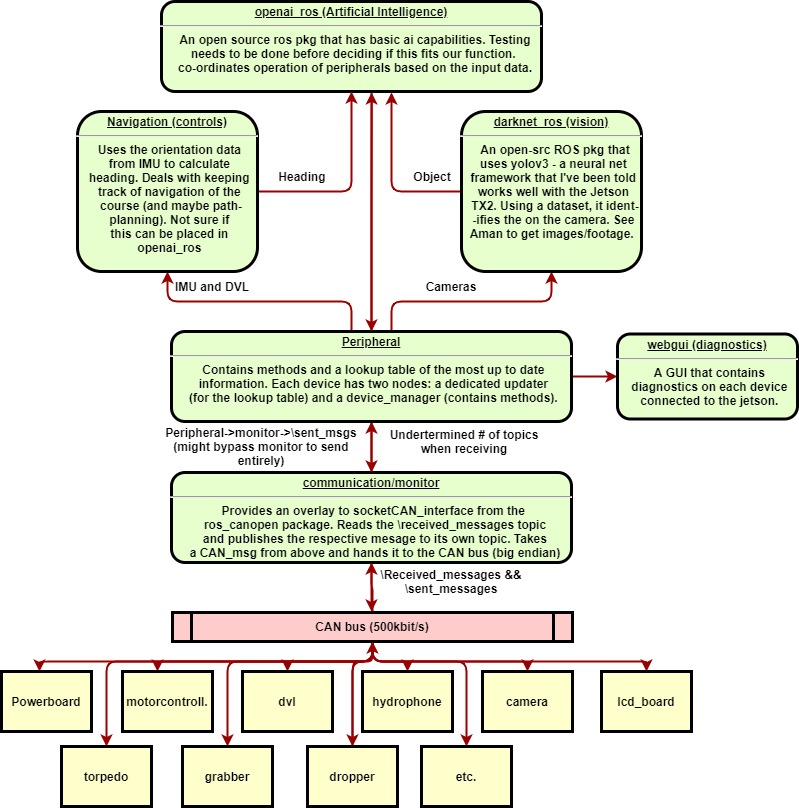 openai_ros (Artificial Intelligence)
An open source ros pkg that has basic ai capabilities. Testing
needs to be done before deciding if this fits our function.
co-ordinates operation of peripherals based on the input data.
Navigation (controls)
Uses the orientation data
from IMU to calculate
heading. Deals with keeping
track of navigation of the
course (and maybe path-
planning). Not sure if
this can be placed in
openai_ros
Heading
Object
darknet_ros (vision)
An open-src ROS pkg that
uses yolov3 - a neural net
framework that I've been told
works well with the Jetson
TX2. Using a dataset, it ident-
-ifies the on the camera. See
Aman to get images/footage.
IMU and DVL
Cameras
Peripheral
Contains methods and a lookup table of the most up to date
information. Each device has two nodes: a dedicated updater
(for the lookup table) and a device_manager (contains methods).
webgui (diagnostics)
A GUI that contains
diagnostics on each device
connected to the jetson.
Peripheral->monitor->\sent_msgs
(might bypass monitor to send
entirely)
Undertermined # of topics
when receiving
communication/monitor
Provides an overlay to socketCAN_interface from the
ros_canopen package. Reads the \received_messages topic
and publishes the respective mesage to its own topic. Takes
a CAN_msg from above and hands it to the CAN bus (big endian)
\Received_messages &&
\sent_messages
CAN bus (500kbit/s)
Powerboard
motorcontroll.
dvl
hydrophone
camera
lcd_board
torpedo
grabber
dropper
etc.